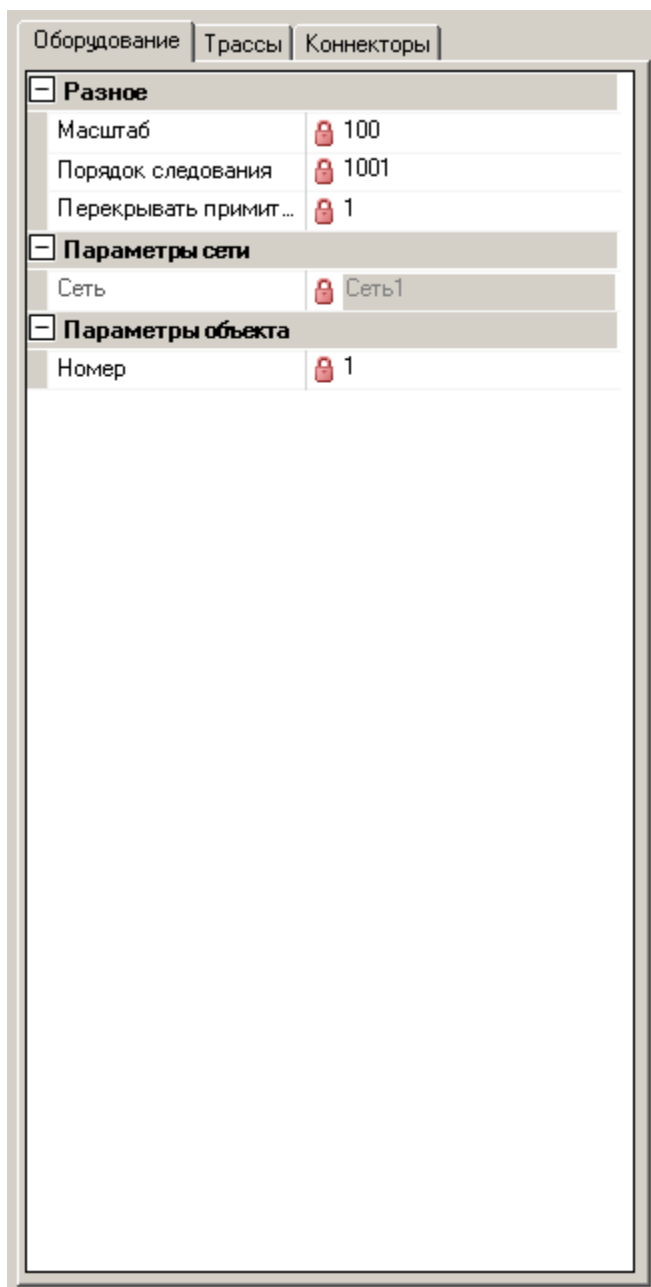 Оборудование Трассы Коннекторы
Разное
Масштаб 100
Порядок следования 1001
Перекрывать примит... 1
Параметры сети
Сеть Сеть1
Параметры объекта
Номер 1